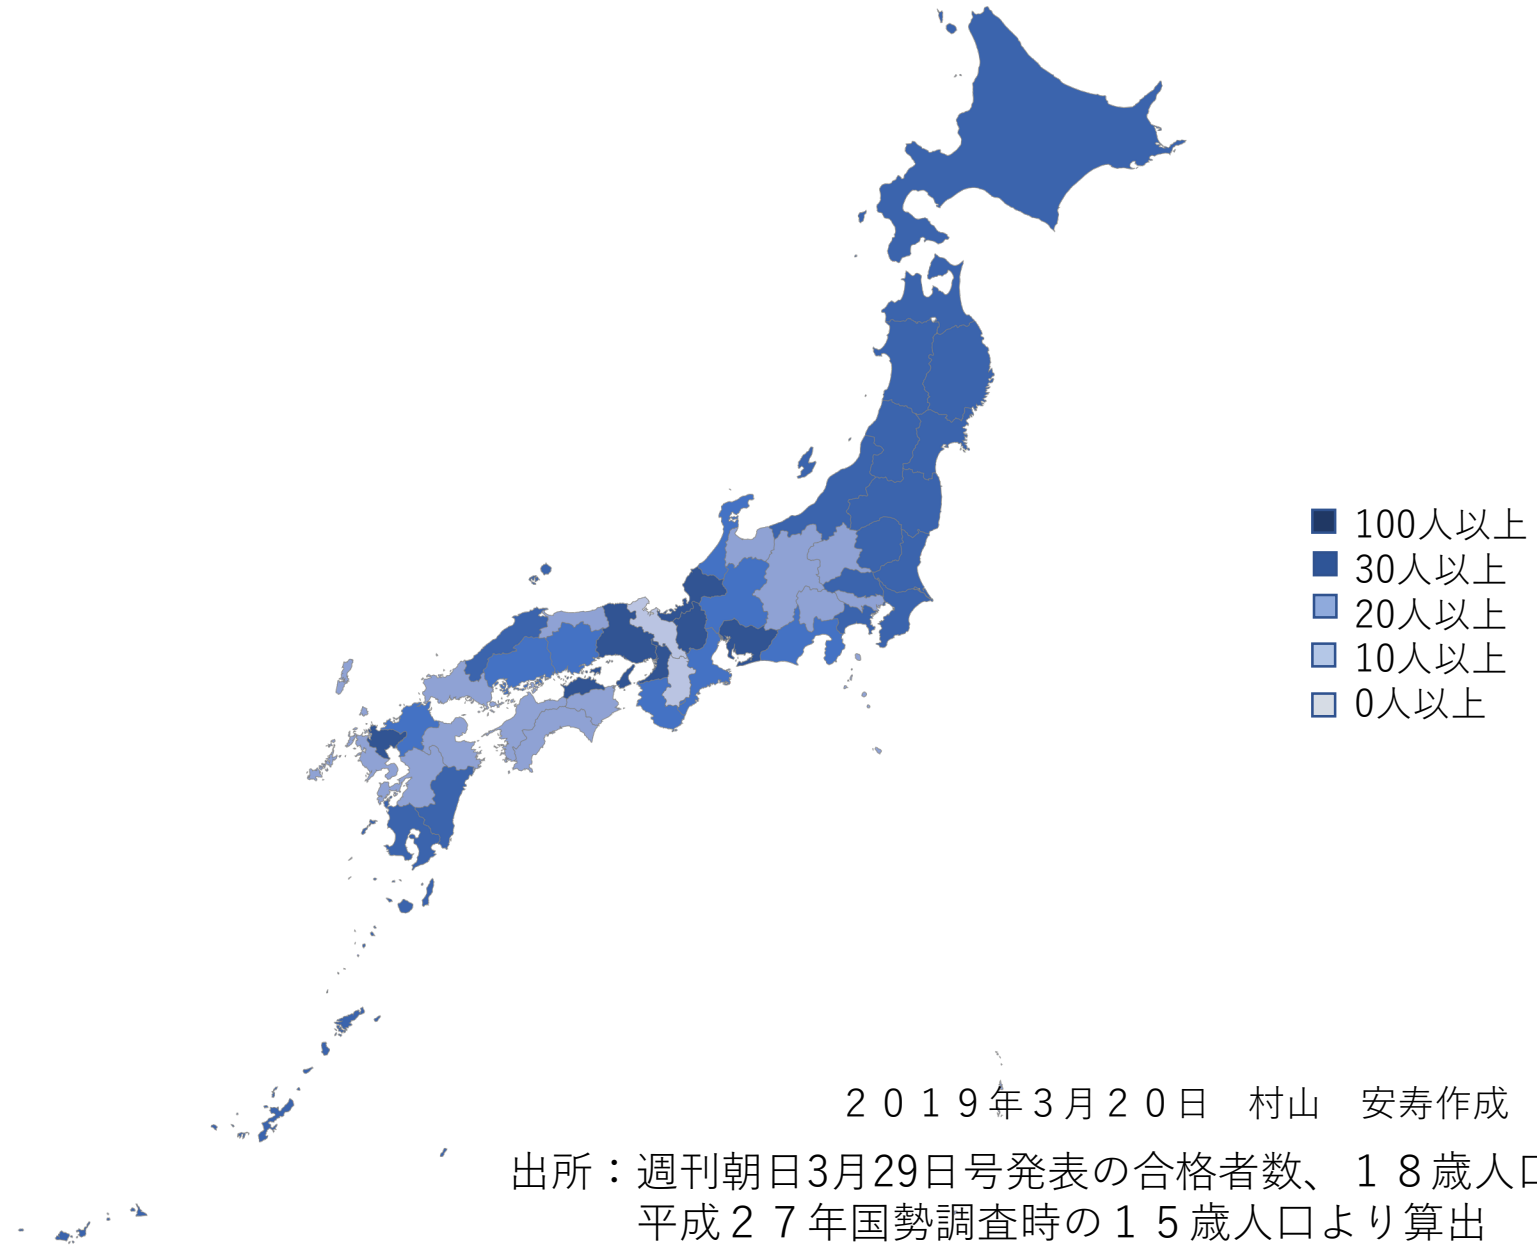 100人以上
30人以上
20人以上
10人以上
0人以上
２０１９年３月２０日　村山　安寿作成
出所：週刊朝日3月29日号発表の合格者数、１８歳人口
平成２７年国勢調査時の１５歳人口より算出